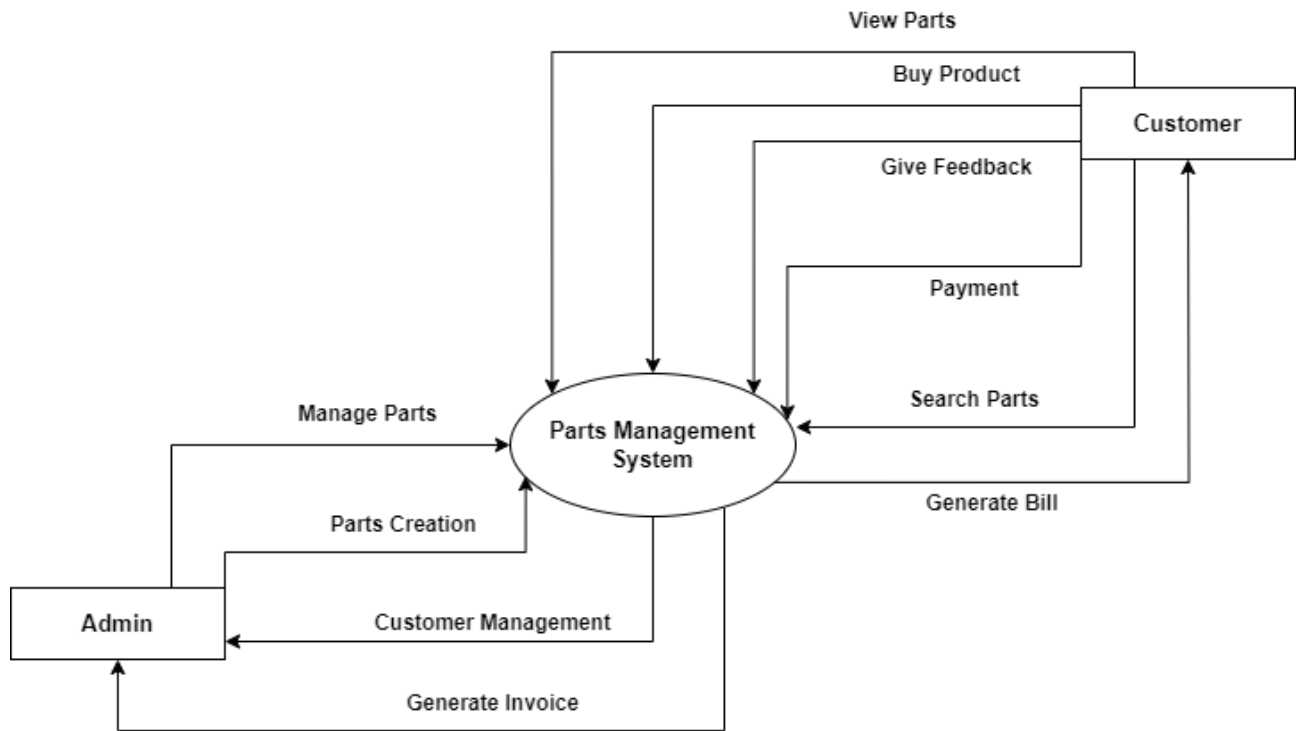 View Parts
Buy Product
Customer
Give Feedback
Payment
Search Parts
Manage Parts
Parts Management
System
Generate Bill
Parts Creation
Admin
Customer Management
Generate Invoice